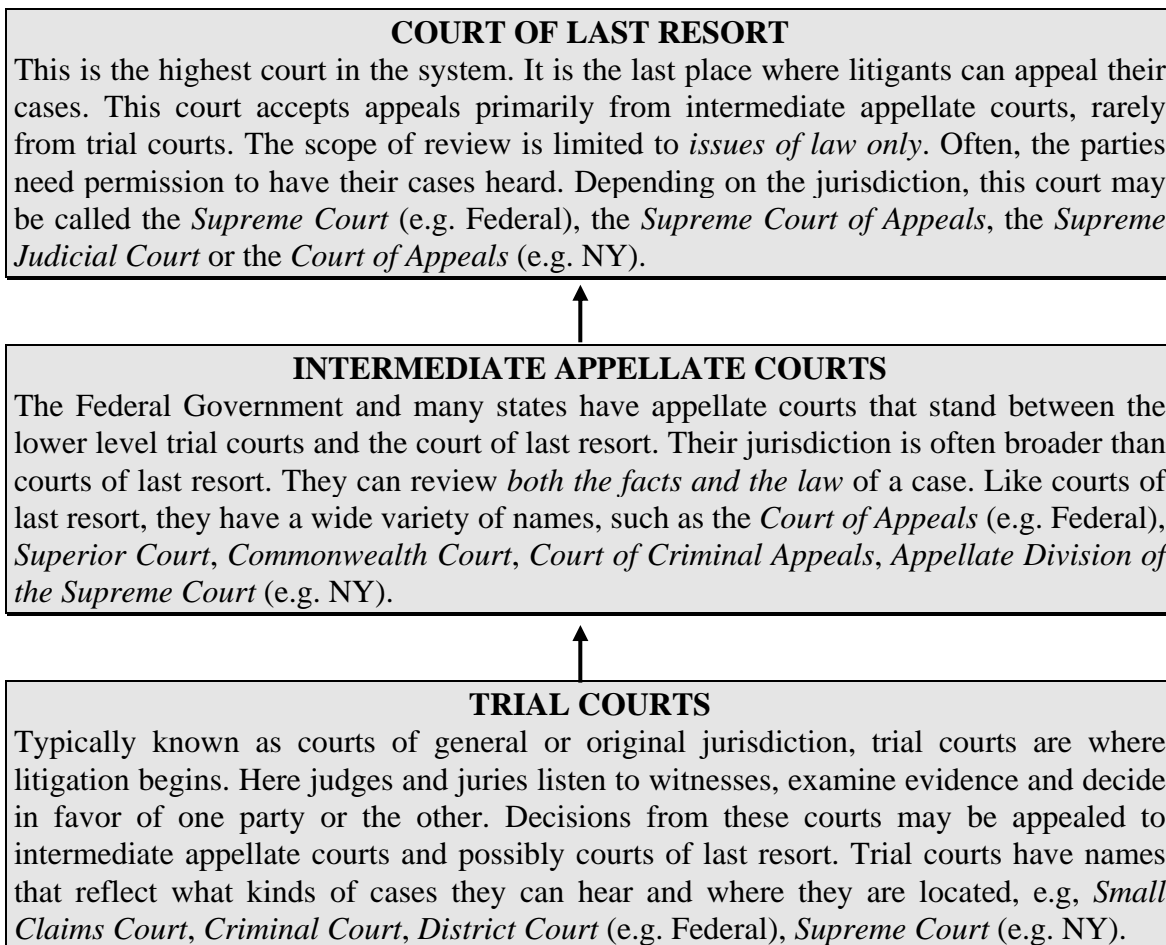 COURT OF LAST RESORT
This is the highest court in the system. It is the last place where litigants can appeal their
cases. This court accepts appeals primarily from intermediate appellate courts, rarely
from trial courts. The scope of review is limited to issues of law only. Often, the parties
need permission to have their cases heard. Depending on the jurisdiction, this court may
be called the Supreme Court (e.g. Federal), the Supreme Court of Appeals, the Supreme
Judicial Court or the Court of Appeals (e.g. NY).
INTERMEDIATE APPELLATE COURTS
The Federal Government and many states have appellate courts that stand between the
lower level trial courts and the court of last resort. Their jurisdiction is often broader than
courts of last resort. They can review both the facts and the law of a case. Like courts of
last resort, they have a wide variety of names, such as the Court of Appeals (e.g. Federal),
Superior Court, Commonwealth Court, Court of Criminal Appeals, Appellate Division of
the Supreme Court (e.g. NY).
TRIAL COURTS
Typically known as courts of general or original jurisdiction, trial courts are where
litigation begins. Here judges and juries listen to witnesses, examine evidence and decide
in favor of one party or the other. Decisions from these courts may be appealed to
intermediate appellate courts and possibly courts of last resort. Trial courts have names
that reflect what kinds of cases they can hear and where they are located, e.g, Small
Claims Court, Criminal Court, District Court (e.g. Federal), Supreme Court (e.g. NY).